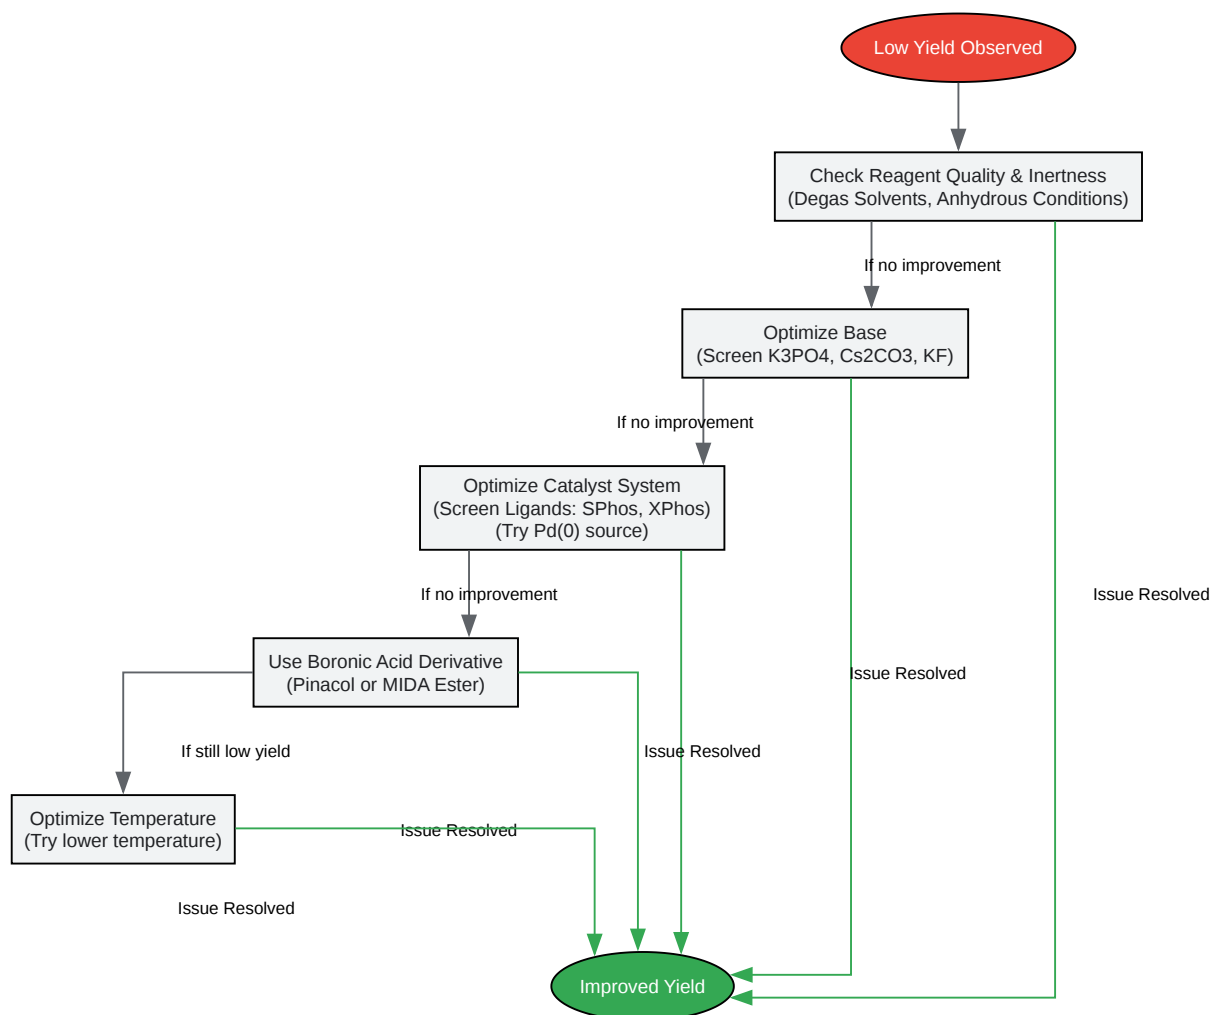 Low Yield Observed
Check Reagent Quality & Inertness
(Degas Solvents, Anhydrous Conditions)
If no improvement
Optimize Base
(Screen K3PO4, Cs2CO3, KF)
If no improvement
Optimize Catalyst System
(Screen Ligands: SPhos, XPhos)
(Try Pd(0) source)
If no improvement
Issue Resolved
Use Boronic Acid Derivative
(Pinacol or MIDA Ester)
Issue Resolved
If still low yield
Issue Resolved
Optimize Temperature
(Try lower temperature)
Issue Resolved
Issue Resolved
Improved Yield